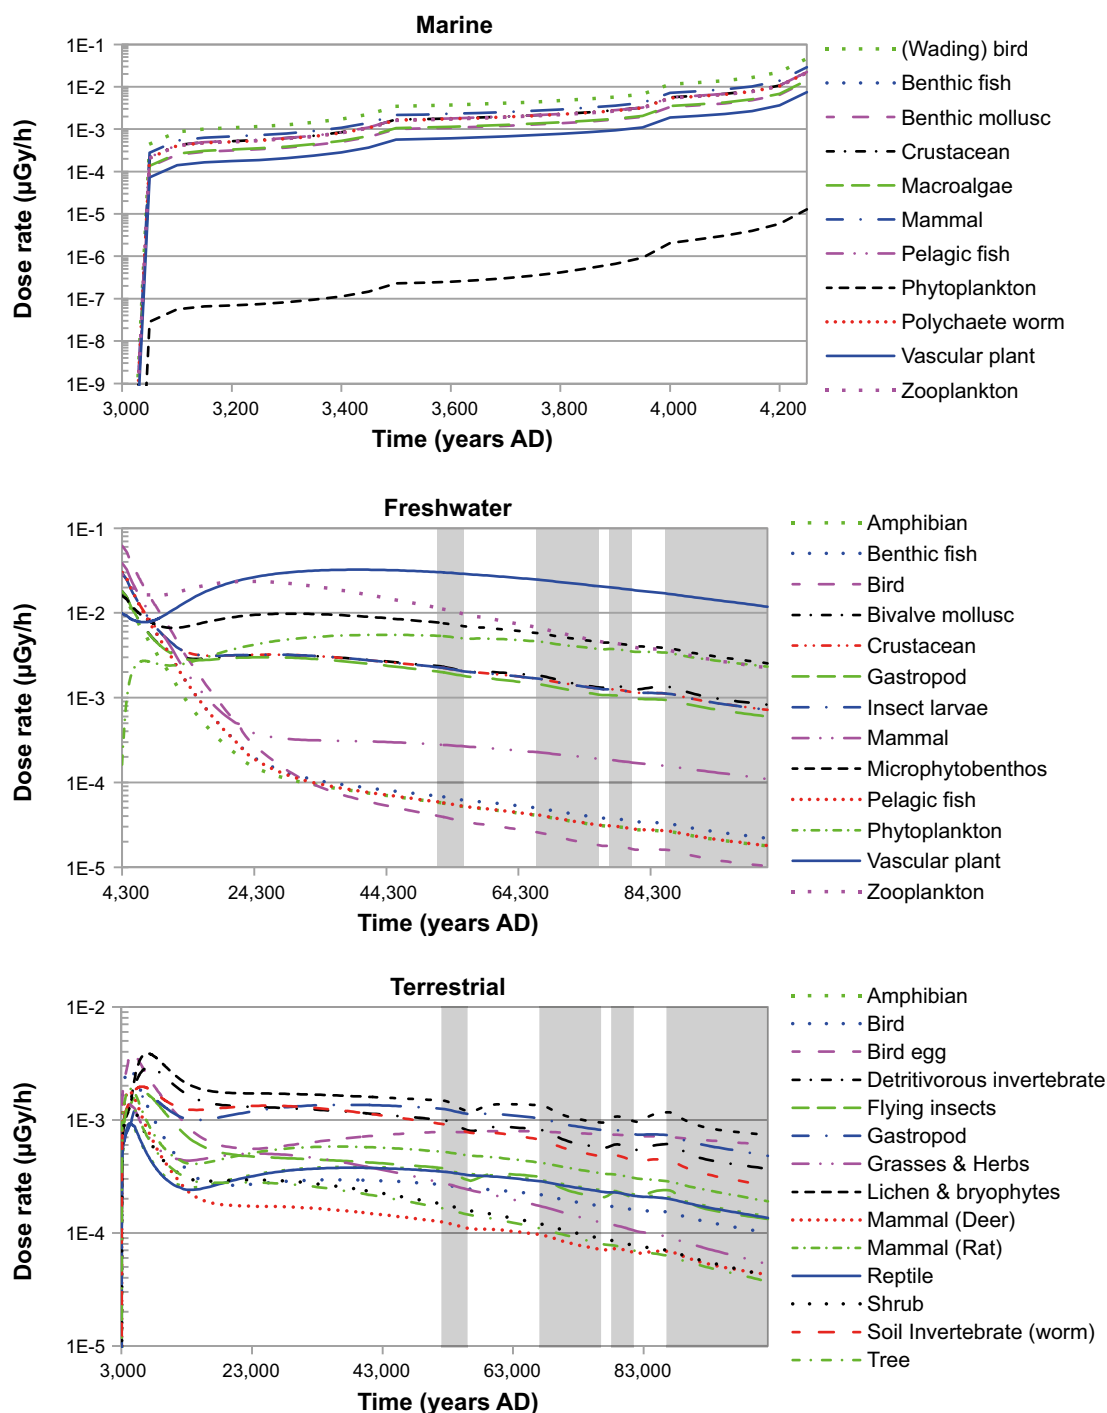 Marine
Dose rate (µGy/h)
1E-1
1E-2
1E-3
1E-4
1E-5
1E-6
1E-7
1E-8
1E-9
3,000 3,200 3,400 3,600 3,800 4,000 4,200
Time (years AD)
(Wading) bird
Benthic fish
Benthic mollusc
Crustacean
Macroalgae
Mammal
Pelagic fish
Phytoplankton
Polychaete worm
Vascular plant
Zooplankton
Freshwater
Dose rate (µGy/h)
1E-1
1E-2
1E-3
1E-4
1E-5
4,300 24,300 44,300 64,300 84,300
Time (years AD)
Amphibian
Benthic fish
Bird
Bivalve mollusc
Crustacean
Gastropod
Insect larvae
Mammal
Microphytobenthos
Pelagic fish
Phytoplankton
Vascular plant
Zooplankton
Terrestrial
Dose rate (µGy/h)
1E-2
1E-3
1E-4
1E-5
3,000 23,000 43,000 63,000 83,000
Time (years AD)
Amphibian
Bird
Bird egg
Detritivorous invertebrate
Flying insects
Gastropod
Grasses & Herbs
Lichen & bryophytes
Mammal (Deer)
Mammal (Rat)
Reptile
Shrub
Soil Invertebrate (worm)
Tree